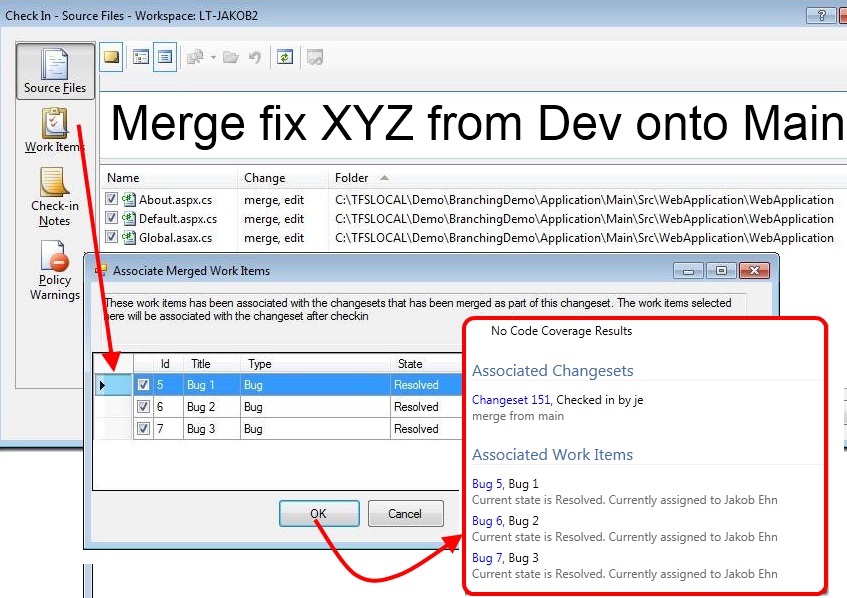 Check In - Source Files - Workspace: LT-JAKOB2
Source Files
Work Items
Check-in
Notes
Policy
Warnings
Merge fix XYZ from Dev onto Main
Name Change Folder
About.aspx.cs merge, edit C:\TFSLOCAL\Demo\BranchingDemo\Application\Main\Src\WebApplication\WebApplication
Default.aspx.cs merge, edit C:\TFSLOCAL\Demo\BranchingDemo\Application\Main\Src\WebApplication\WebApplication
Global.asax.cs merge, edit C:\TFSLOCAL\Demo\BranchingDemo\Application\Main\Src\WebApplication\WebApplication
Associate Merged Work Items
These work items has been associated with the changesets that has been merged as part of this changeset. The work items selected
here will be associated with the changeset after checkin
Id Title Type State
5 Bug 1 Bug Resolved
6 Bug 2 Bug Resolved
7 Bug 3 Bug Resolved
OK Cancel
No Code Coverage Results
Associated Changesets
Changeset 151, Checked in by je
merge from main
Associated Work Items
Bug 5, Bug 1
Current state is Resolved. Currently assigned to Jakob Ehn
Bug 6, Bug 2
Current state is Resolved. Currently assigned to Jakob Ehn
Bug 7, Bug 3
Current state is Resolved. Currently assigned to Jakob Ehn